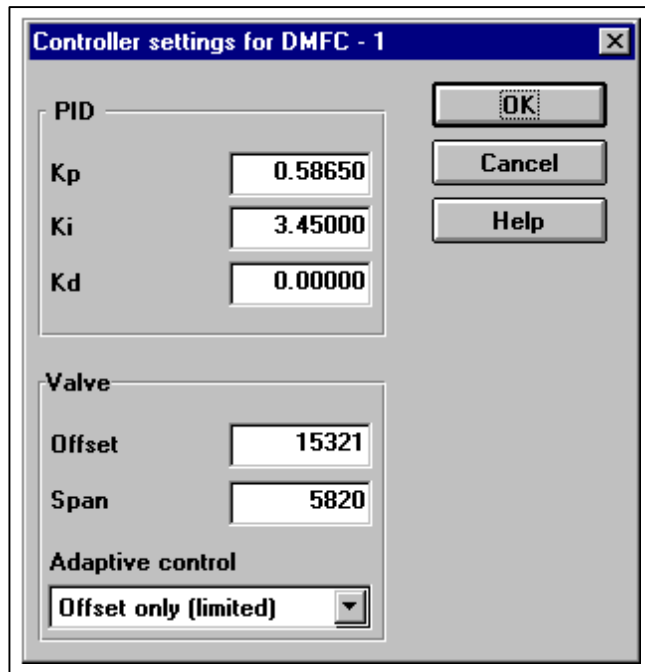 Controller settings for DMFC - 1
PID
Kp 0.58650
Ki 3.45000
Kd 0.00000
OK
Cancel
Help
Valve
Offset 15321
Span 5820
Adaptive control
Offset only (limited)